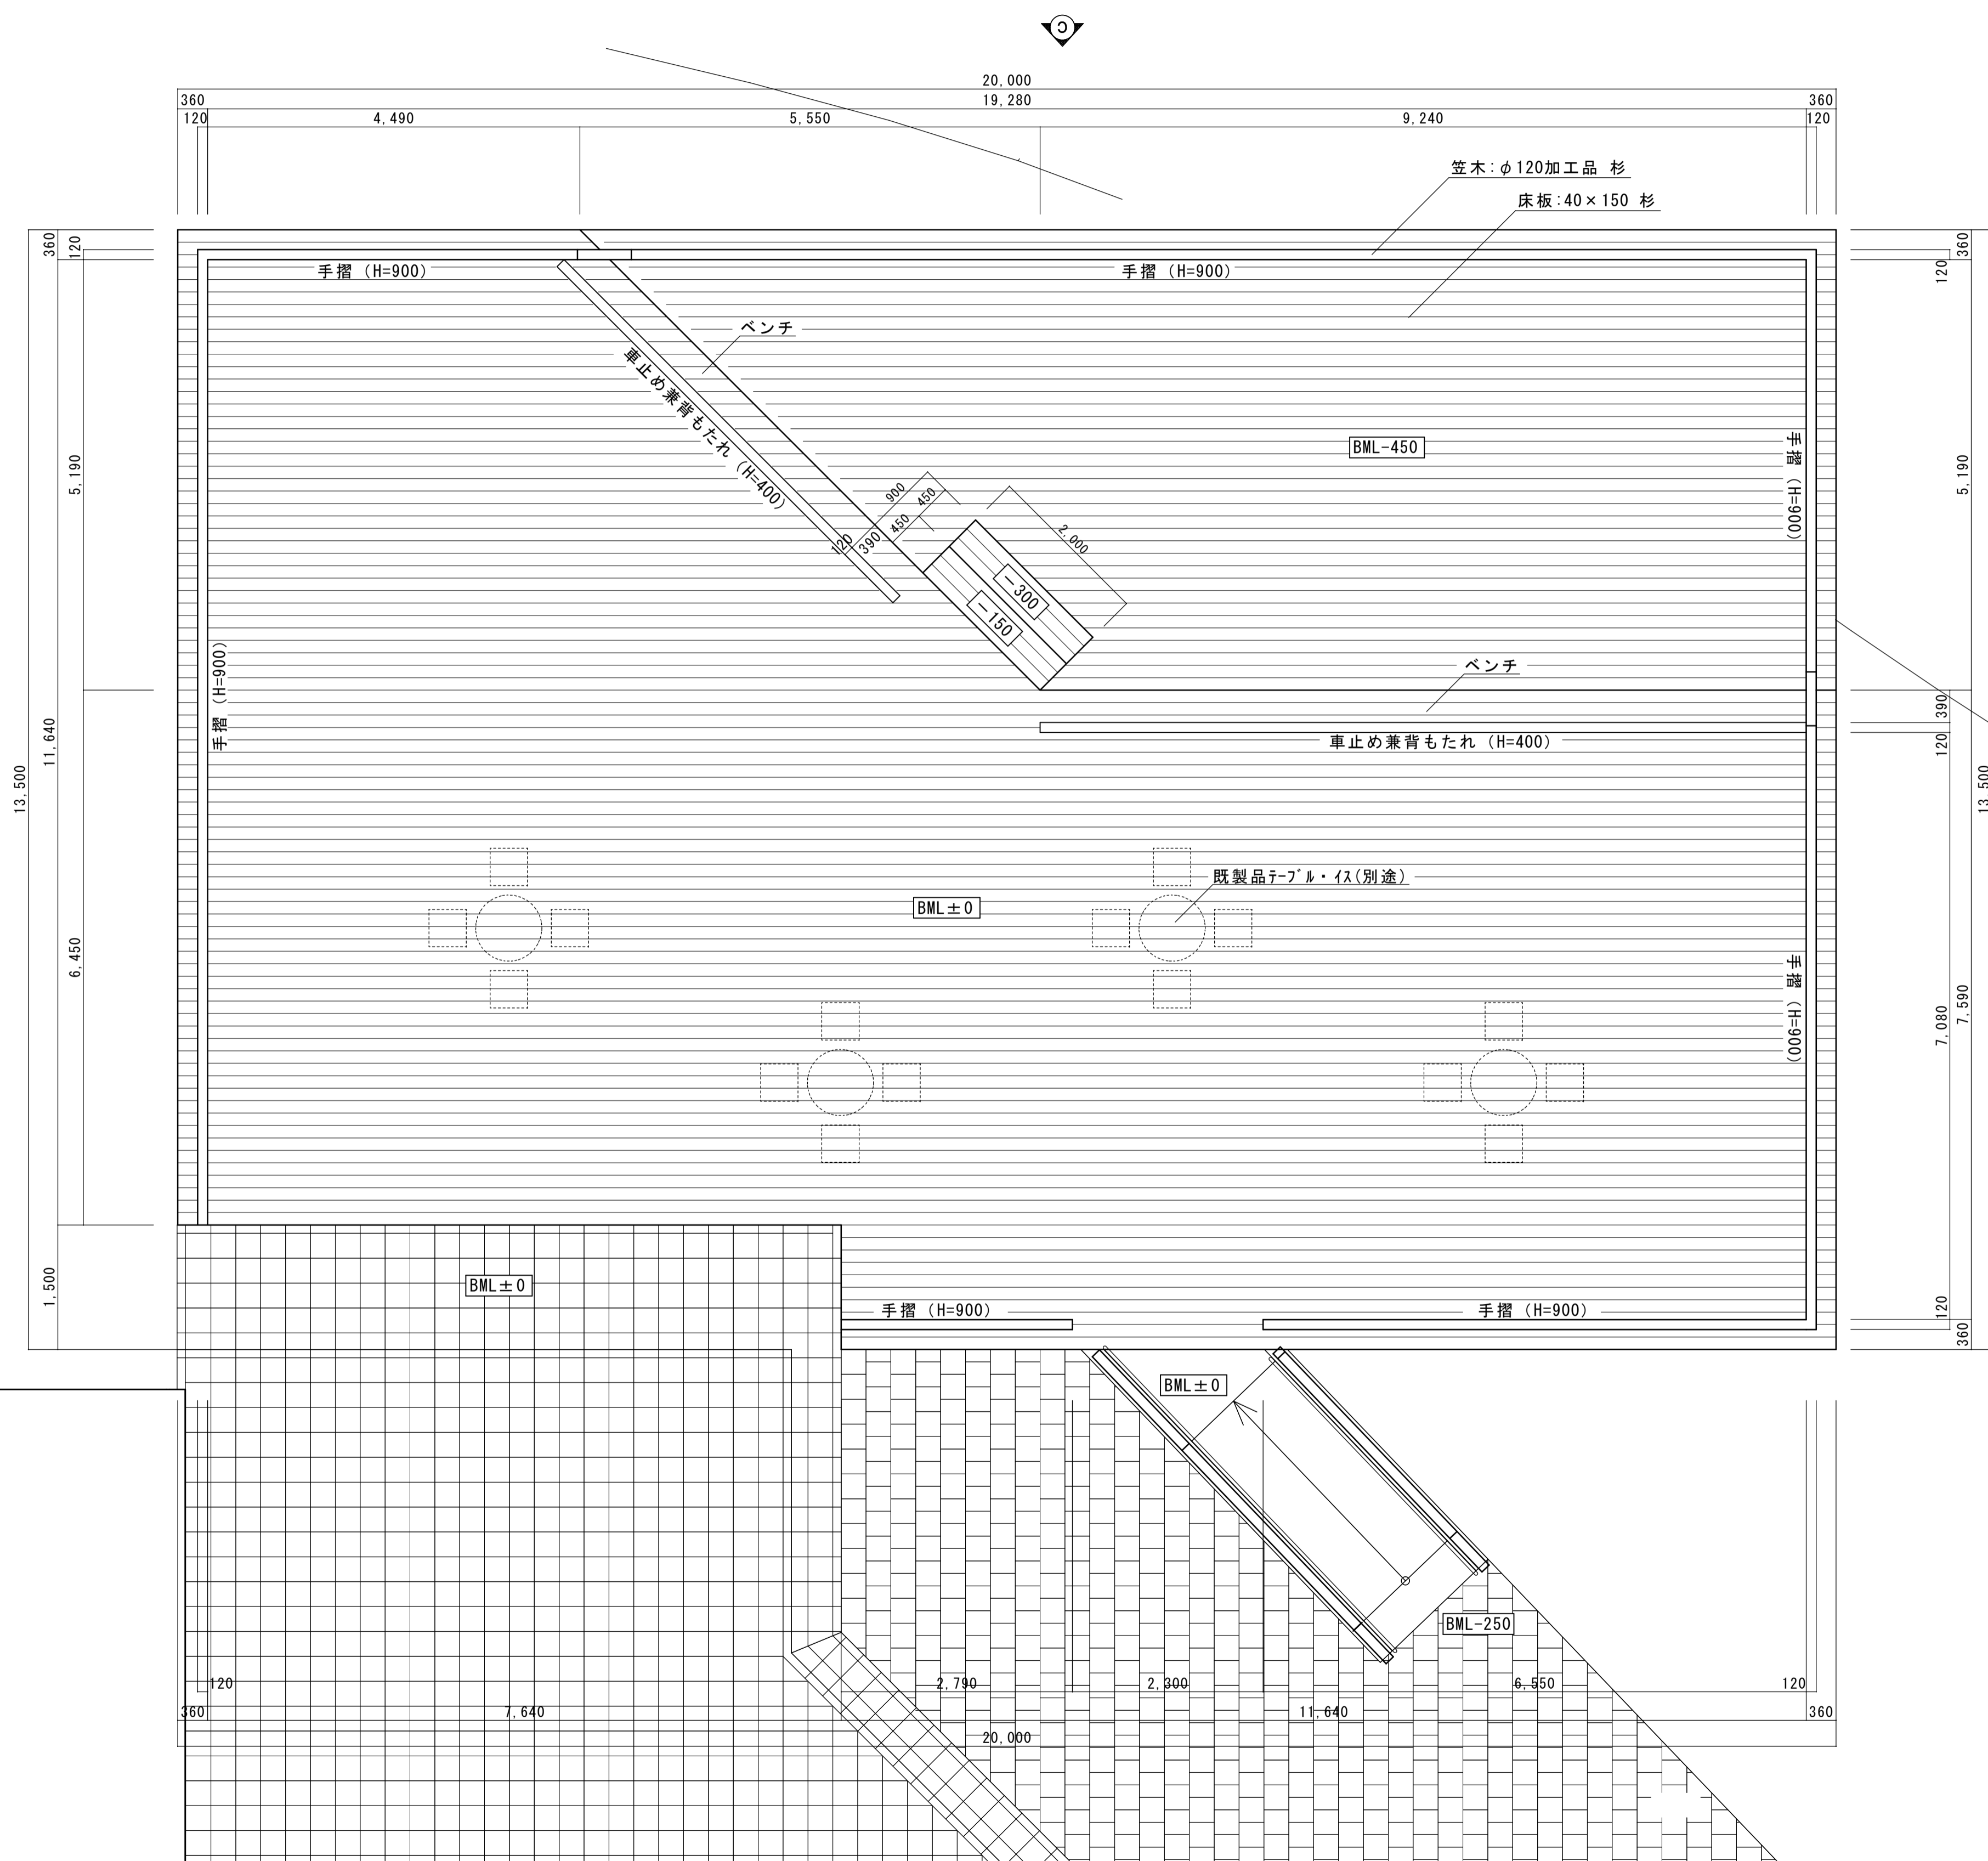 C
20,000
360
19,280
360
120
4,490
5,550
9,240
120
笠木:φ120加工品 杉
床板:40×150 杉
360
120
360
120
手摺 (H=900)
手摺 (H=900)
ベンチ
車止め兼背もたれ (H=400)
BML-450
手摺 (H=900)
5,190
5,190
900
450
450
390
120
2,000
-300
-150
手摺 (H=900)
ベンチ
390
120
車止め兼背もたれ (H=400)
11,640
13,500
13,500
既製品ﾃｰﾌﾞﾙ・ｲｽ(別途)
BML±0
6,450
手摺 (H=900)
7,080
7,590
BML±0
1,500
手摺 (H=900)
手摺 (H=900)
120
360
BML±0
BML-250
120
2,790
2,300
6,550
120
360
7,640
11,640
360
20,000